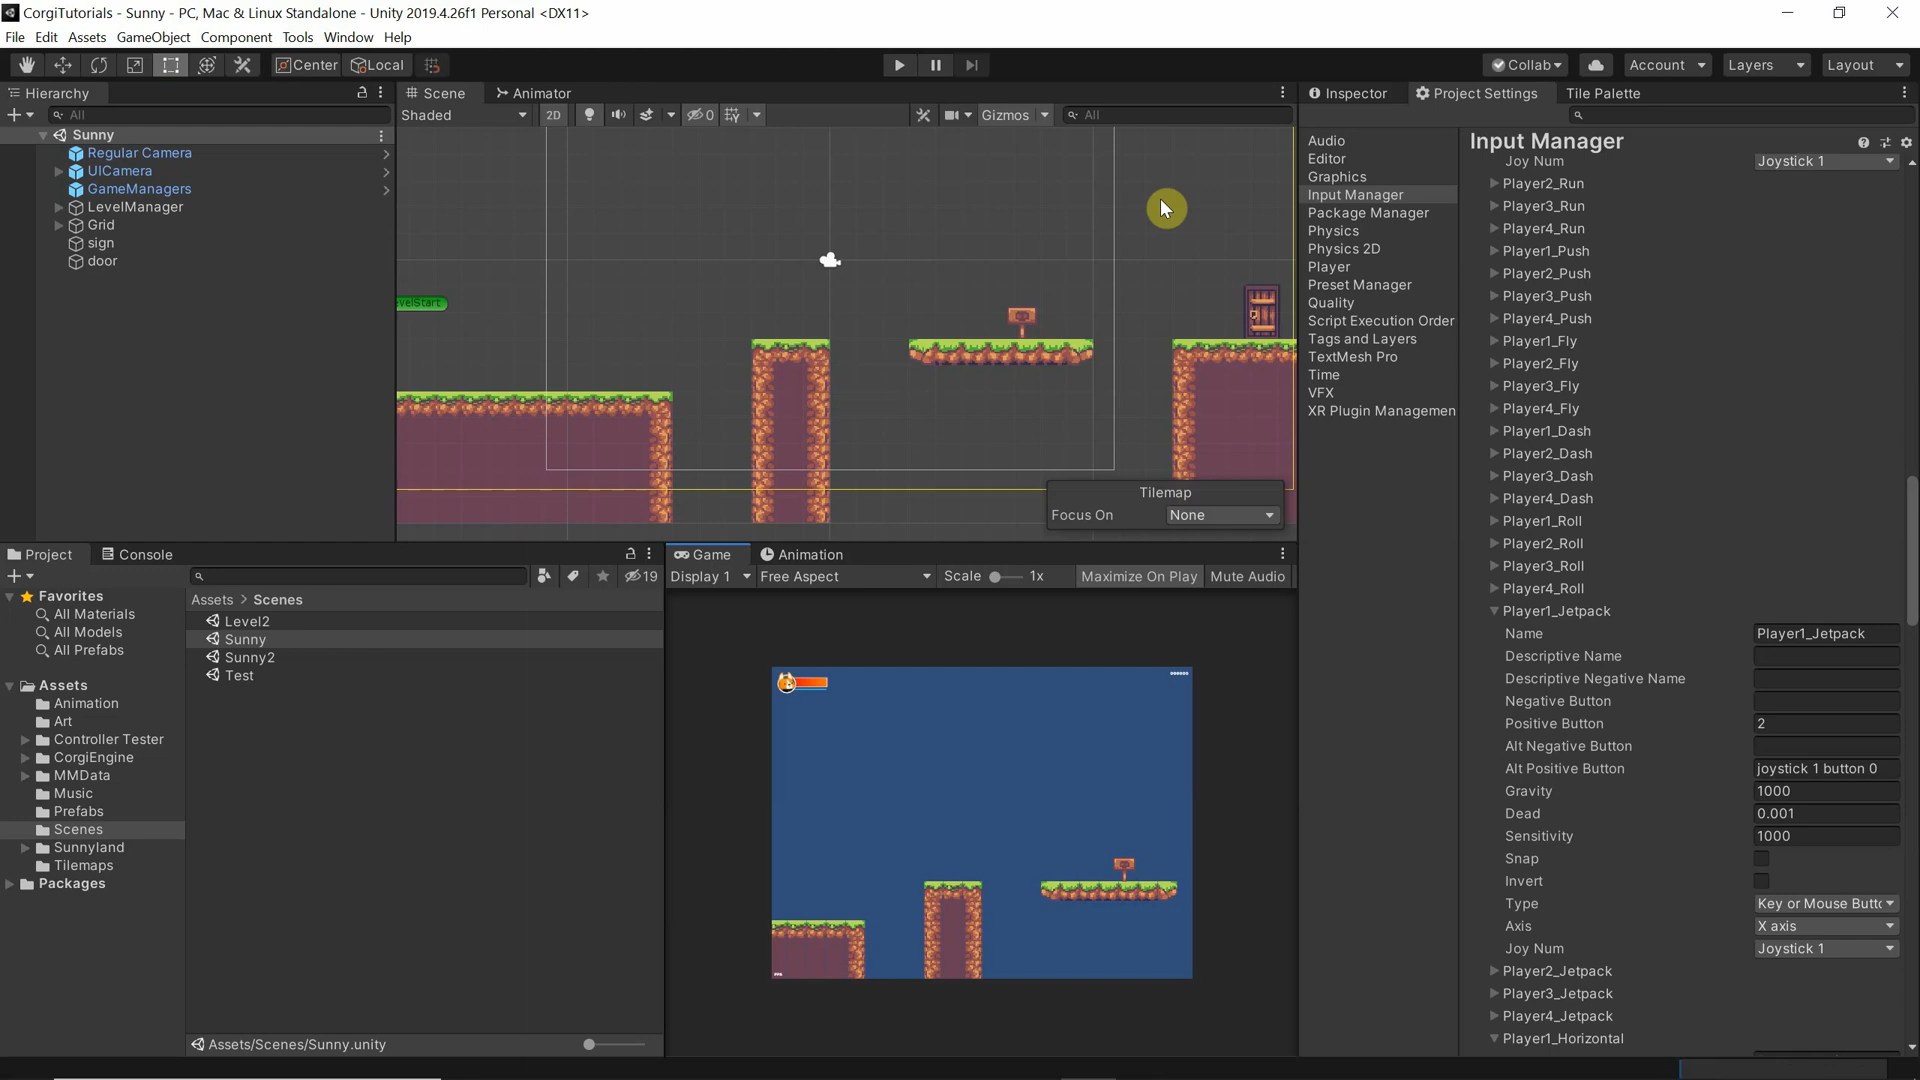 CorgiTutorials - Sunny - PC, Mac & Linux Standalone - Unity 2019.4.26f1 Personal <DX11>
File Edit Assets GameObject Component Tools Window Help
Center Local Collab Account Layers Layout
Hierarchy
All
Sunny
Regular Camera
UICamera
GameManagers
LevelManager
Grid
sign
door
Scene Animator
Shaded 2D 0 Gizmos All
velStart
Tilemap
Focus On None
Inspector Project Settings Tile Palette
Audio
Editor
Graphics
Input Manager
Package Manager
Physics
Physics 2D
Player
Preset Manager
Quality
Script Execution Order
Tags and Layers
TextMesh Pro
Time
VFX
XR Plugin Managemen
Input Manager
Joy Num Joystick 1
Player2_Run
Player3_Run
Player4_Run
Player1_Push
Player2_Push
Player3_Push
Player4_Push
Player1_Fly
Player2_Fly
Player3_Fly
Player4_Fly
Player1_Dash
Player2_Dash
Player3_Dash
Player4_Dash
Player1_Roll
Player2_Roll
Player3_Roll
Player4_Roll
Player1_Jetpack
Name Player1_Jetpack
Descriptive Name
Descriptive Negative Name
Negative Button
Positive Button 2
Alt Negative Button
Alt Positive Button joystick 1 button 0
Gravity 1000
Dead 0.001
Sensitivity 1000
Snap
Invert
Type Key or Mouse Butto
Axis X axis
Joy Num Joystick 1
Player2_Jetpack
Player3_Jetpack
Player4_Jetpack
Player1_Horizontal
Project Console
19
Favorites
All Materials
All Models
All Prefabs
Assets
Animation
Art
Controller Tester
CorgiEngine
MMData
Music
Prefabs
Scenes
Sunnyland
Tilemaps
Packages
Assets > Scenes
Level2
Sunny
Sunny2
Test
Assets/Scenes/Sunny.unity
Game Animation
Display 1 Free Aspect Scale 1x Maximize On Play Mute Audio